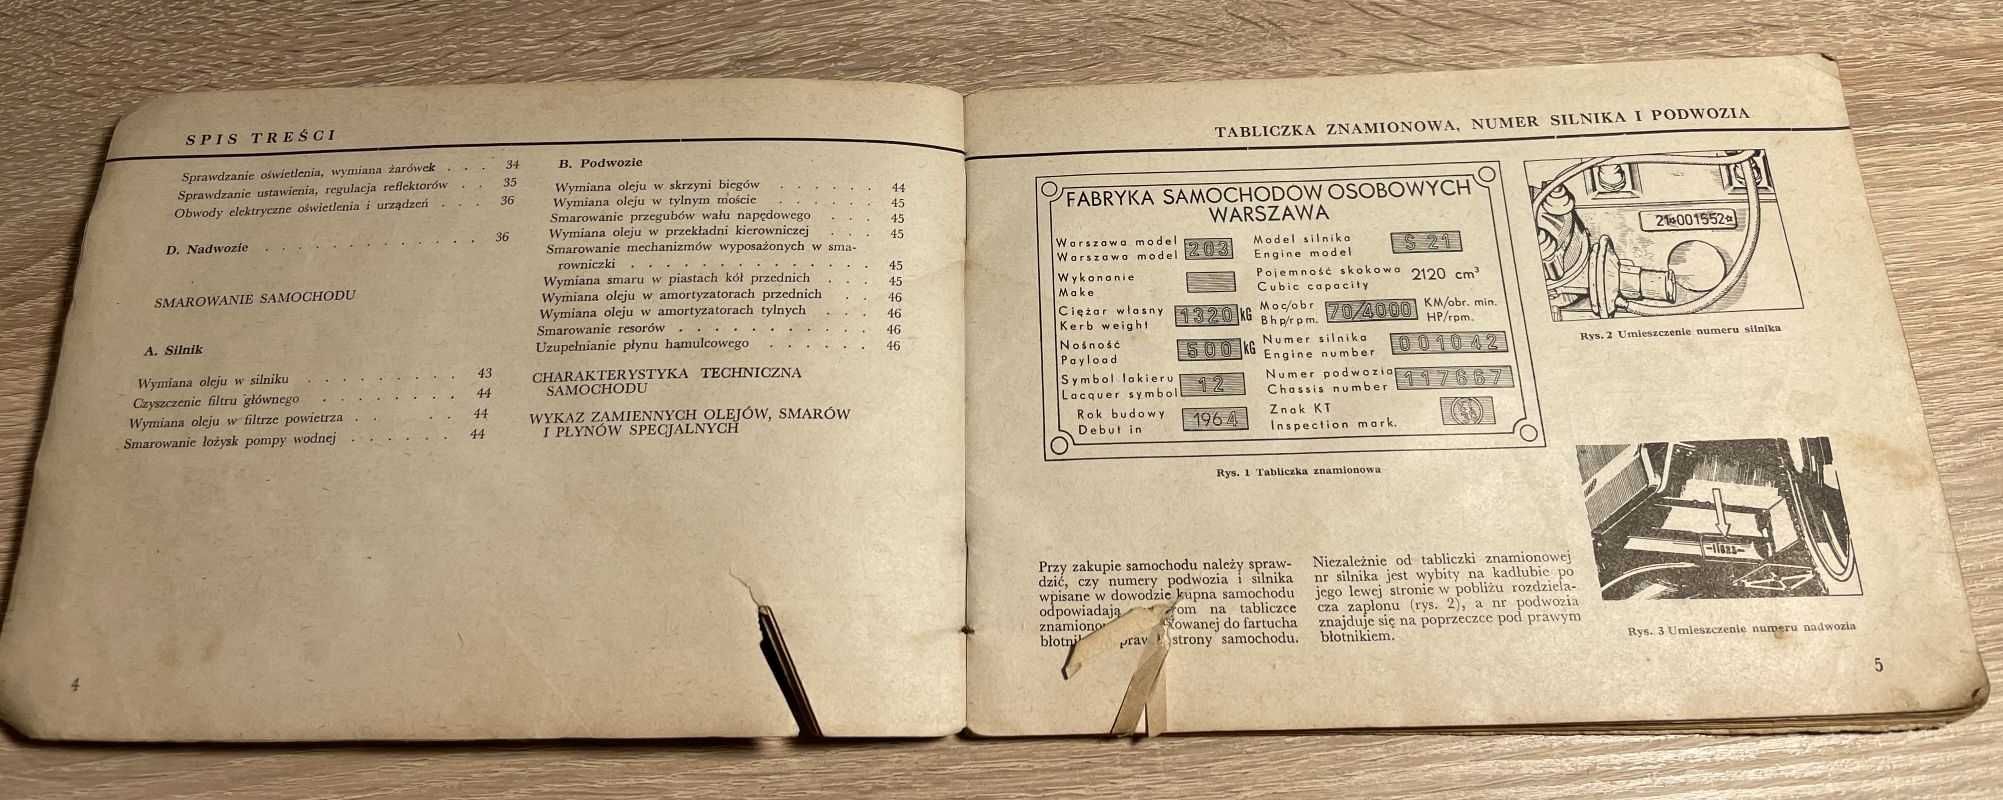 SPIS TREŚCI
Sprawdzanie oświetlenia, wymiana żarówek . . . 34
Sprawdzanie ustawienia, regulacja reflektorów . . 35
Obwody elektryczne oświetlenia i urządzeń . . . . 36
D. Nadwozie . . . . . . . . . . . . . 36
SMAROWANIE SAMOCHODU
A. Silnik
Wymiana oleju w silniku . . . . . . . . . 43
Czyszczenie filtru głównego . . . . . . . . 44
Wymiana oleju w filtrze powietrza . . . . . . 44
Smarowanie łożysk pompy wodnej . . . . . . 44
4
B. Podwozie
Wymiana oleju w skrzyni biegów . . . . . . 44
Wymiana oleju w tylnym moście . . . . . . 45
Smarowanie przegubów wału napędowego . . . 45
Wymiana oleju w przekładni kierowniczej . . . 45
Smarowanie mechanizmów wyposażonych w sma-
rowniczki . . . . . . . . . . . . . 45
Wymiana smaru w piastach kół przednich . . . 45
Wymiana oleju w amortyzatorach przednich . . 46
Wymiana oleju w amortyzatorach tylnych . . . 46
Smarowanie resorów . . . . . . . . . . 46
Uzupełnianie płynu hamulcowego . . . . . . 46
CHARAKTERYSTYKA TECHNICZNA
SAMOCHODU
WYKAZ ZAMIENNYCH OLEJÓW, SMARÓW
I PŁYNÓW SPECJALNYCH
TABLICZKA ZNAMIONOWA, NUMER SILNIKA I PODWOZIA
FABRYKA SAMOCHODÓW OSOBOWYCH
WARSZAWA
Warszawa model
Warszawa model 203
Wykonanie
Make
Ciężar własny
Kerb weight 1320 kG
Nośność
Payload 500 kG
Symbol lakieru
Lacquer symbol 12
Rok budowy
Debut in 1964
Model silnika
Engine model S 21
Pojemność skokowa
Cubic capacity 2120 cm³
Moc/obr
Bhp/rpm. 70/4000 KM/obr. min.
HP/rpm.
Numer silnika
Engine number 001042
Numer podwozia
Chassis number 117667
Znak KT
Inspection mark.
Rys. 1 Tabliczka znamionowa
Rys. 2 Umieszczenie numeru silnika
Rys. 3 Umieszczenie numeru nadwozia
Przy zakupie samochodu należy spraw-
dzić, czy numery podwozia i silnika
wpisane w dowodzie kupna samochodu
odpowiadają na tabliczce
do fartucha
strony samochodu.
Niezależnie od tabliczki znamionowej
nr silnika jest wybity na kadłubie po
jego lewej stronie w pobliżu rozdziela-
cza zapłonu (rys. 2), a nr podwozia
znajduje się na poprzeczce pod prawym
błotnikiem.
5